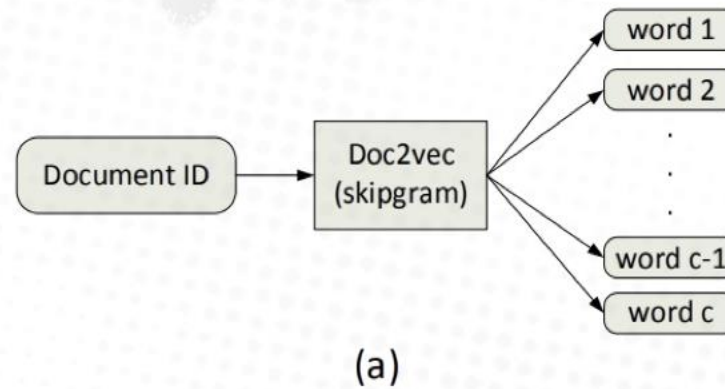 word 1
word 2
.
Document ID
Doc2vec
(skipgram)
.
.
word c-1
word c
(a)